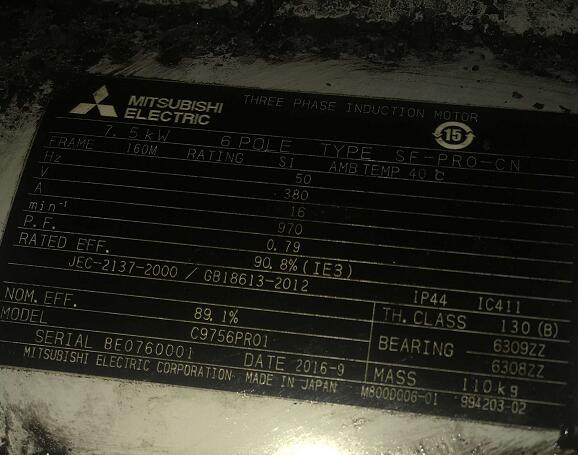 MITSUBISHI ELECTRIC THREE PHASE INDUCTION MOTOR
7.5kW 6 POLE TYPE SF-PRO-CN
15
FRAME 160M RATING S1 AMB TEMP 40℃
Hz 50
V 380
A 16
min⁻¹ 970
P.F. 0.79
RATED EFF. 90.8%(IE3)
JEC-2137-2000 / GB18613-2012
IP44 IC411
NOM. EFF. 89.1% TH. CLASS 130 (B)
MODEL C9756PR01 BEARING 6309ZZ
6308ZZ
SERIAL BE0760001 DATE 2016-9 MASS 110kg
MITSUBISHI ELECTRIC CORPORATION MADE IN JAPAN M800D006-01 994203-02